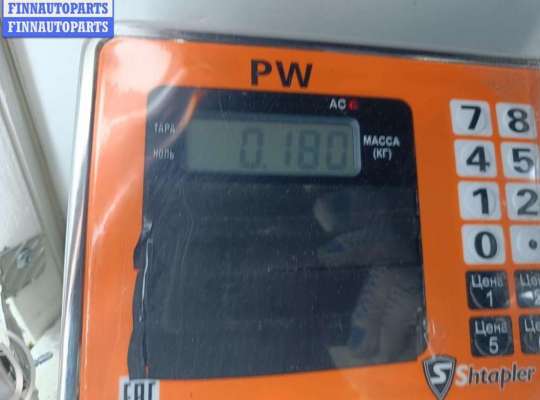 FINNAUTOPARTS
FINNAUTOPARTS
PW
AC
ТАРА
НОЛЬ
0.180
МАССА
(КГ)
7 8
4 5
1 2
0 .
Цена
1
Цена
Цена
5
Shtapler
EAC